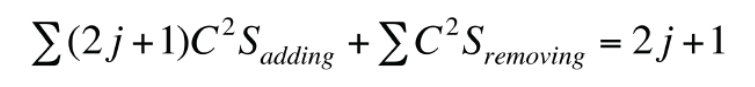 ∑(2j+1)C²S_adding + ∑C²S_removing = 2j+1